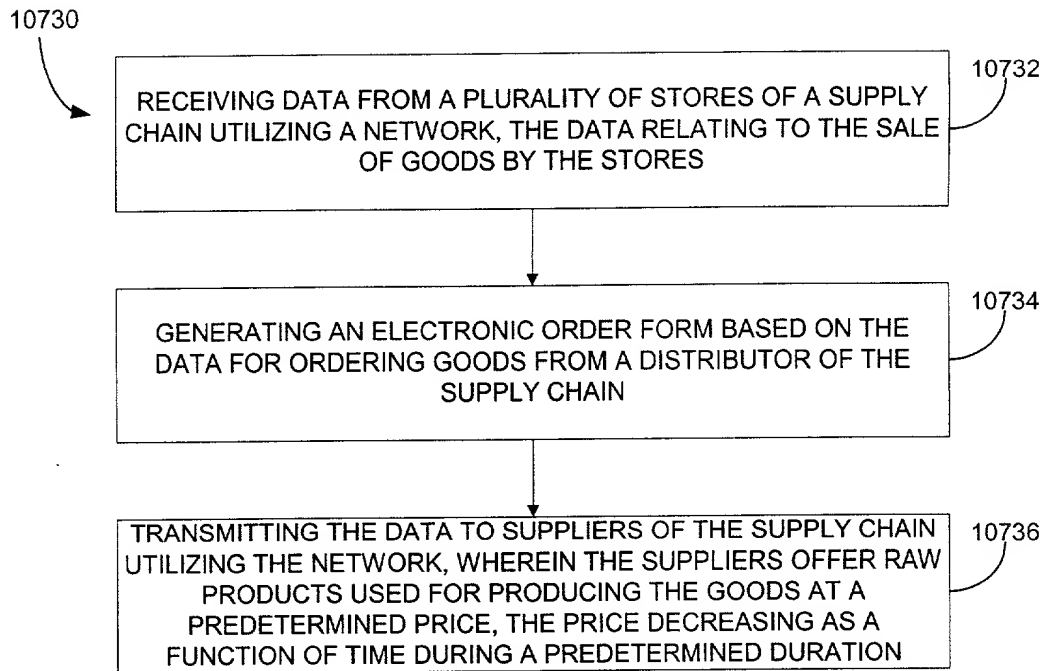 10730
10732
RECEIVING DATA FROM A PLURALITY OF STORES OF A SUPPLY
CHAIN UTILIZING A NETWORK, THE DATA RELATING TO THE SALE
OF GOODS BY THE STORES
10734
GENERATING AN ELECTRONIC ORDER FORM BASED ON THE
DATA FOR ORDERING GOODS FROM A DISTRIBUTOR OF THE
SUPPLY CHAIN
10736
TRANSMITTING THE DATA TO SUPPLIERS OF THE SUPPLY CHAIN
UTILIZING THE NETWORK, WHEREIN THE SUPPLIERS OFFER RAW
PRODUCTS USED FOR PRODUCING THE GOODS AT A
PREDETERMINED PRICE, THE PRICE DECREASING AS A
FUNCTION OF TIME DURING A PREDETERMINED DURATION